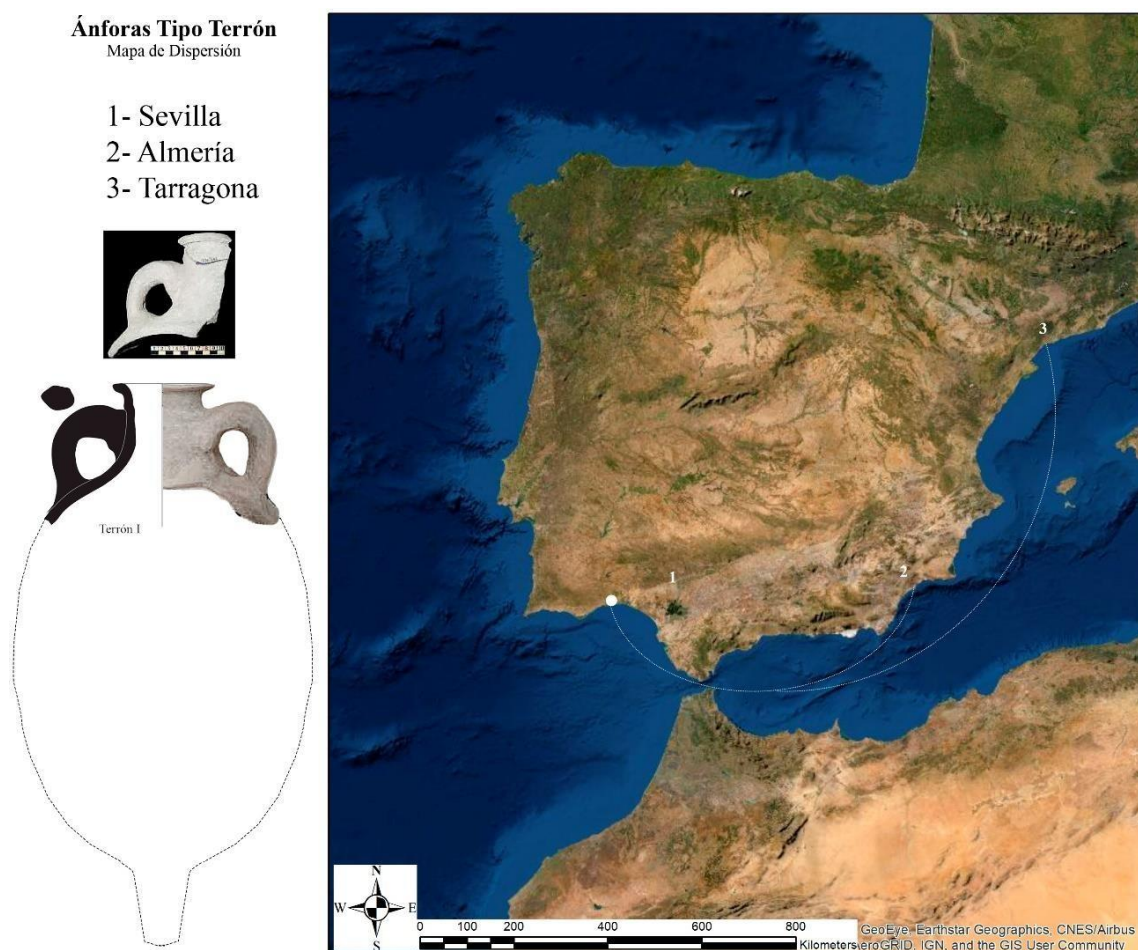 Ánforas Tipo Terrón
Mapa de Dispersión
1- Sevilla
2- Almería
3- Tarragona
Terrón I
3
1
2
N
W E
S
0 100 200 400 600 800
Kilometers
GeoEye, Earthstar Geographics, CNES/Airbus
eroGRID, IGN, and the GIS User Community